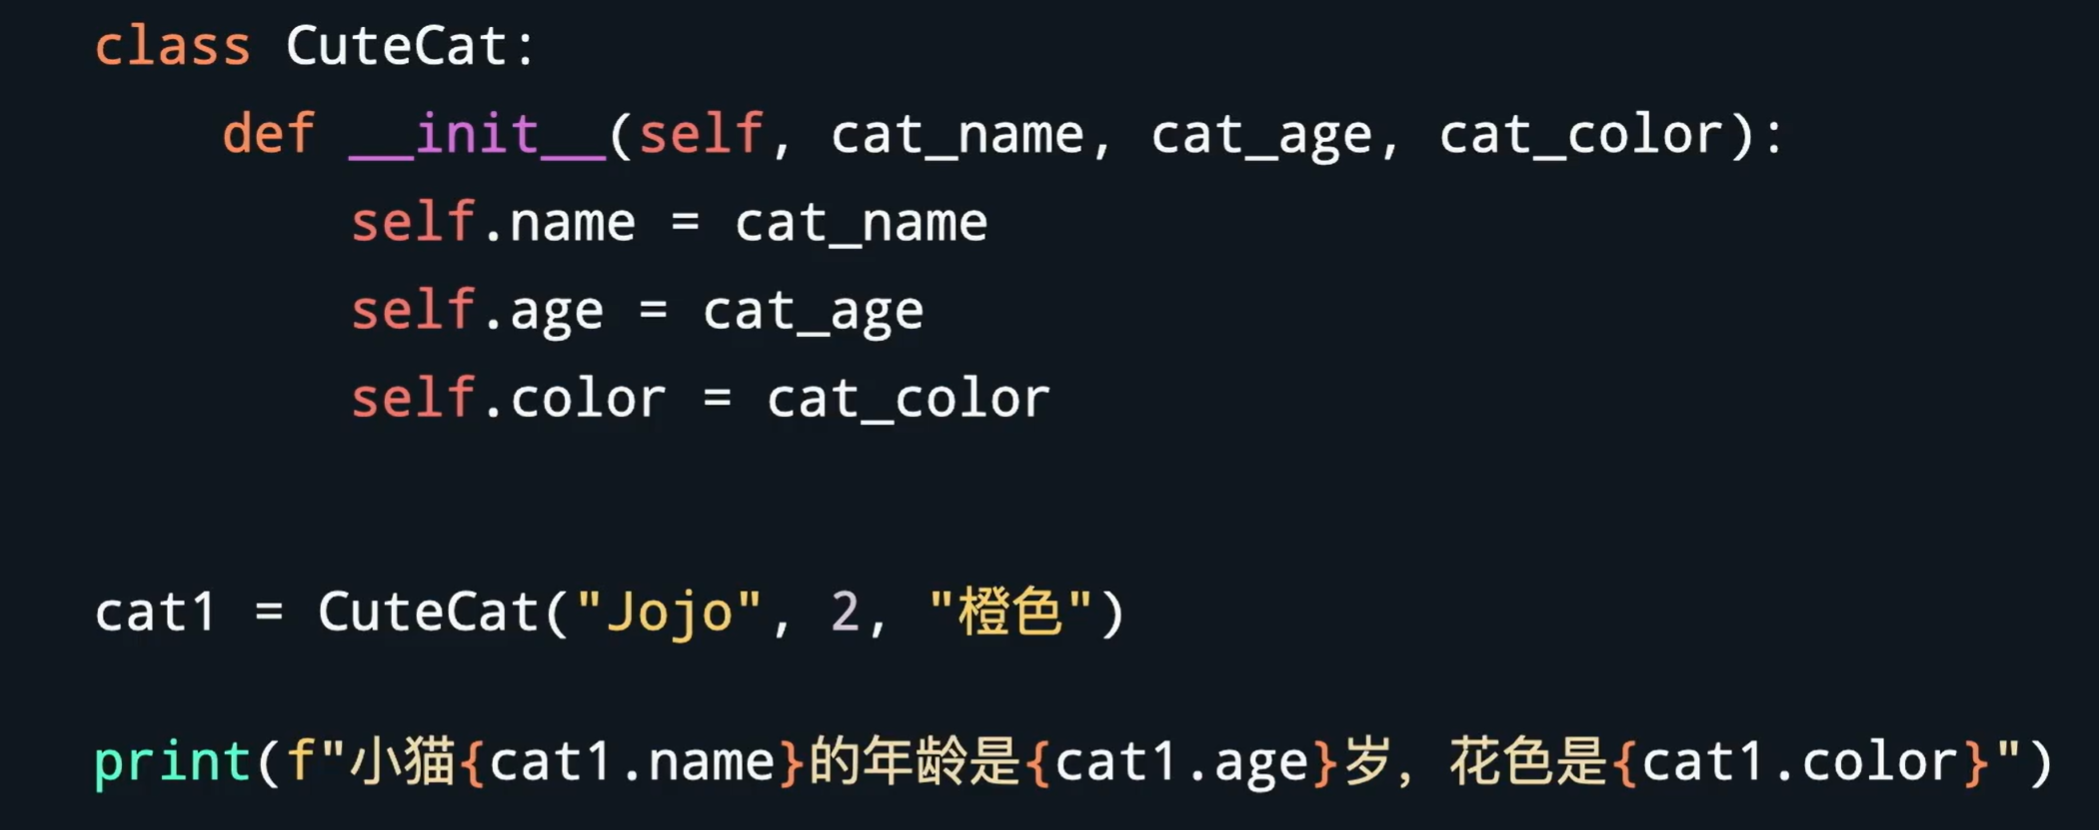 class CuteCat:
    def __init__(self, cat_name, cat_age, cat_color):
        self.name = cat_name
        self.age = cat_age
        self.color = cat_color
cat1 = CuteCat("Jojo", 2, "橙色")
print(f"小猫{cat1.name}的年龄是{cat1.age}岁，花色是{cat1.color}")